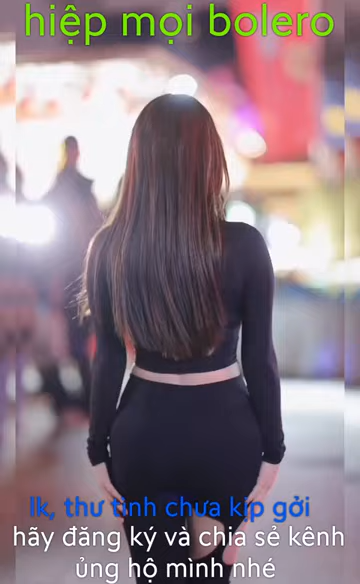 hiệp mọi bolero
lk, thư tình chưa kịp gởi
hãy đăng ký và chia sẻ kênh
ủng hộ mình nhé